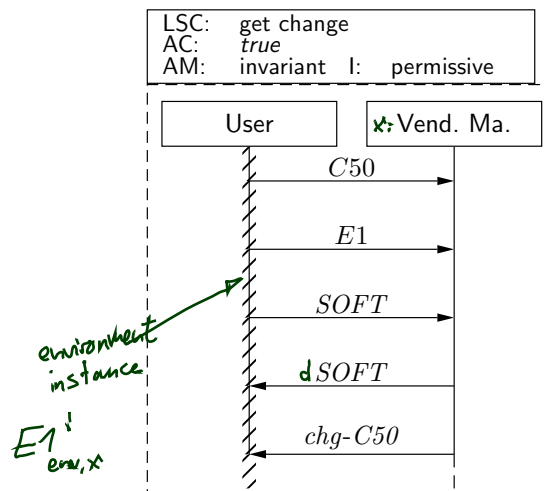 LSC: get change
AC: true
AM: invariant I: permissive
User
x: Vend. Ma.
C50
E1
SOFT
environment
instance
dSOFT
E1!env,x
chg-C50